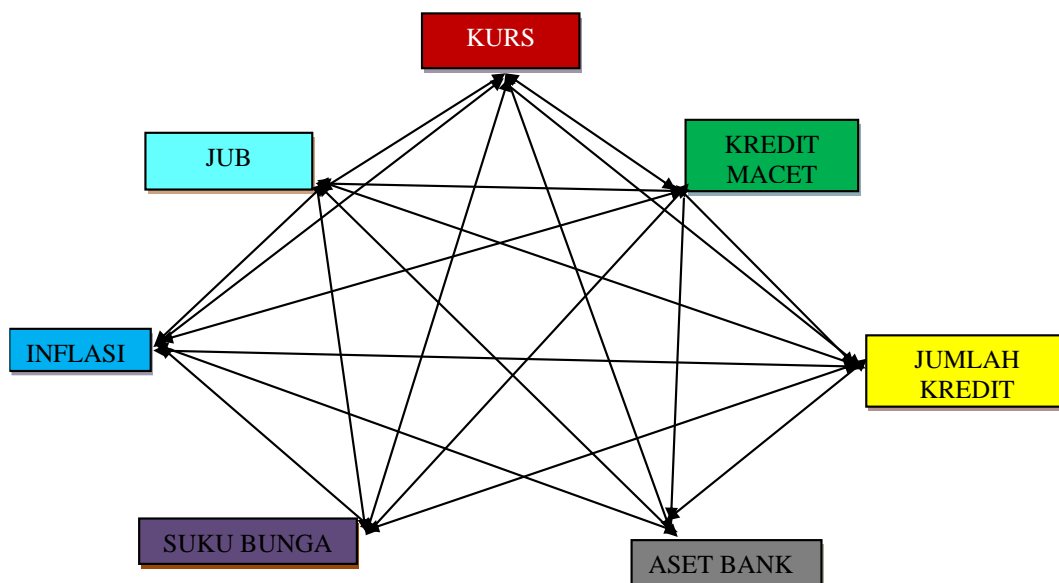 KURS
JUB
KREDIT
MACET
INFLASI
JUMLAH
KREDIT
SUKU BUNGA
ASET BANK